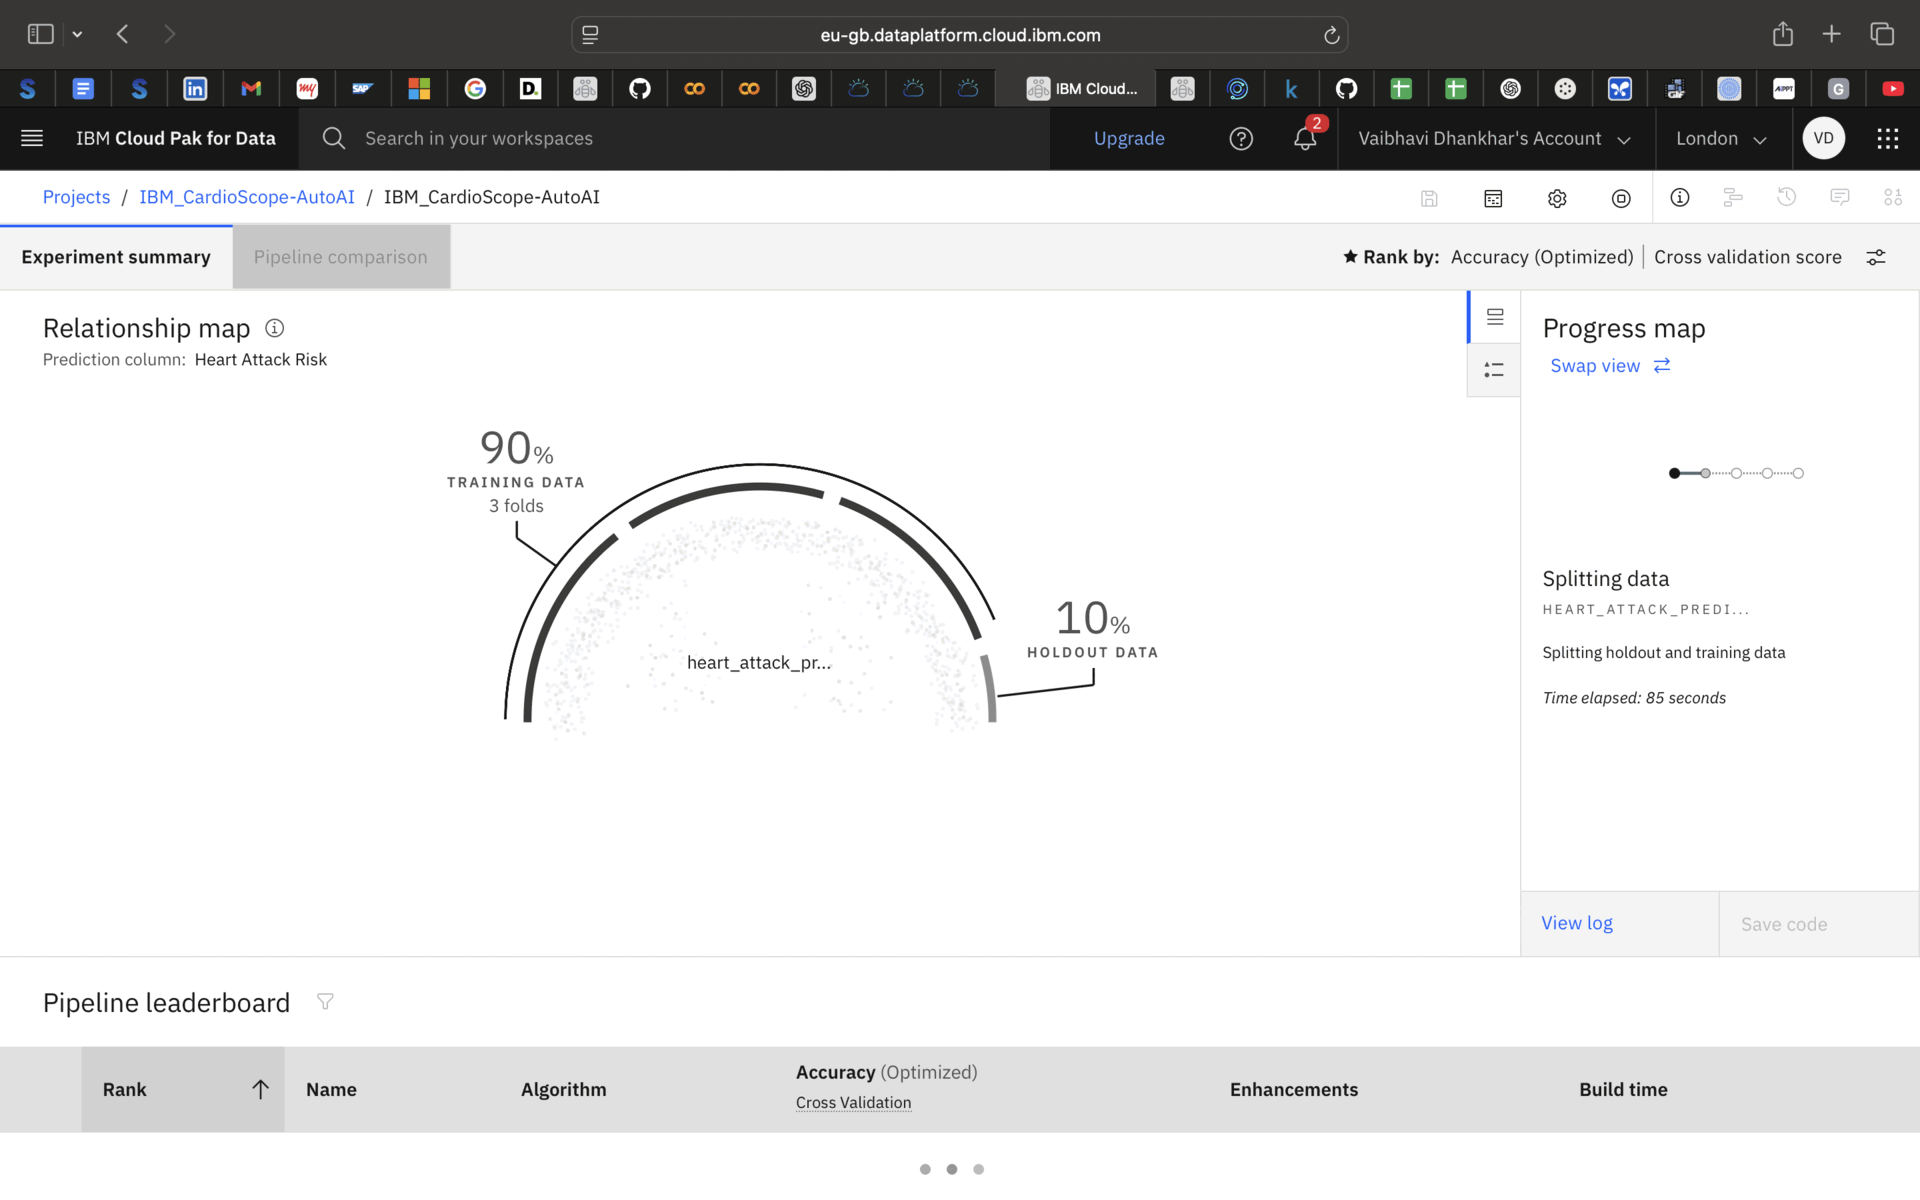 eu-gb.dataplatform.cloud.ibm.com
IBM Cloud...
IBM Cloud Pak for Data
Search in your workspaces
Upgrade
2
Vaibhavi Dhankhar's Account
London
VD
Projects / IBM_CardioScope-AutoAI / IBM_CardioScope-AutoAI
Experiment summary
Pipeline comparison
Rank by: Accuracy (Optimized) | Cross validation score
Relationship map
Prediction column: Heart Attack Risk
90%
TRAINING DATA
3 folds
10%
HOLDOUT DATA
heart_attack_pr...
Progress map
Swap view
Splitting data
HEART_ATTACK_PREDI...
Splitting holdout and training data
Time elapsed: 85 seconds
View log
Save code
Pipeline leaderboard
Rank
Name
Algorithm
Accuracy (Optimized)
Cross Validation
Enhancements
Build time